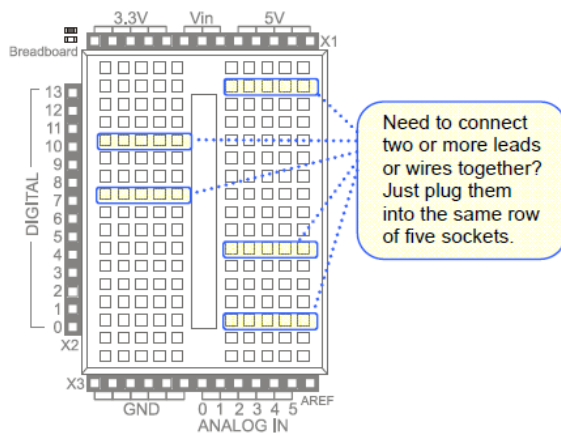 3.3V Vin 5V
X1
Breadboard
13
12
11
10
9
8
7
6
5
4
3
2
1
0
DIGITAL
X2
X3
GND
0 1 2 3 4 5 AREF
ANALOG IN
Need to connect
two or more leads
or wires together?
Just plug them
into the same row
of five sockets.